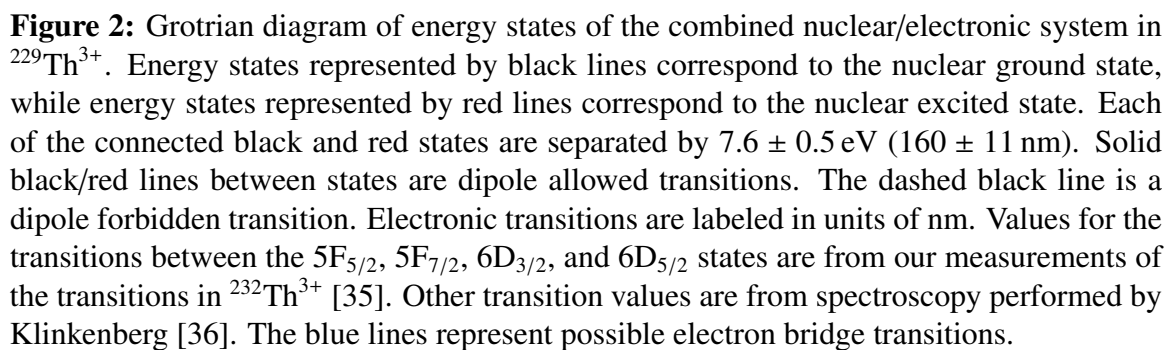 Figure 2: Grotrian diagram of energy states of the combined nuclear/electronic system in
²²⁹Th³⁺. Energy states represented by black lines correspond to the nuclear ground state,
while energy states represented by red lines correspond to the nuclear excited state. Each
of the connected black and red states are separated by 7.6 ± 0.5 eV (160 ± 11 nm). Solid
black/red lines between states are dipole allowed transitions. The dashed black line is a
dipole forbidden transition. Electronic transitions are labeled in units of nm. Values for the
transitions between the 5F₅/₂, 5F₇/₂, 6D₃/₂, and 6D₅/₂ states are from our measurements of
the transitions in ²³²Th³⁺ [35]. Other transition values are from spectroscopy performed by
Klinkenberg [36]. The blue lines represent possible electron bridge transitions.